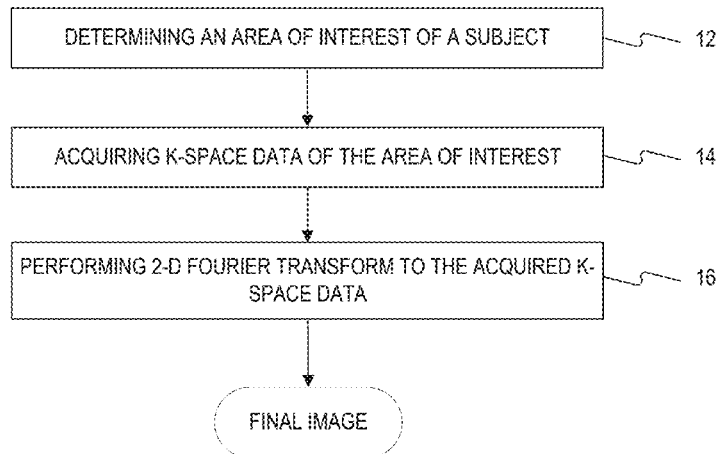 DETERMINING AN AREA OF INTEREST OF A SUBJECT
12
ACQUIRING K-SPACE DATA OF THE AREA OF INTEREST
14
PERFORMING 2-D FOURIER TRANSFORM TO THE ACQUIRED K-
SPACE DATA
16
FINAL IMAGE